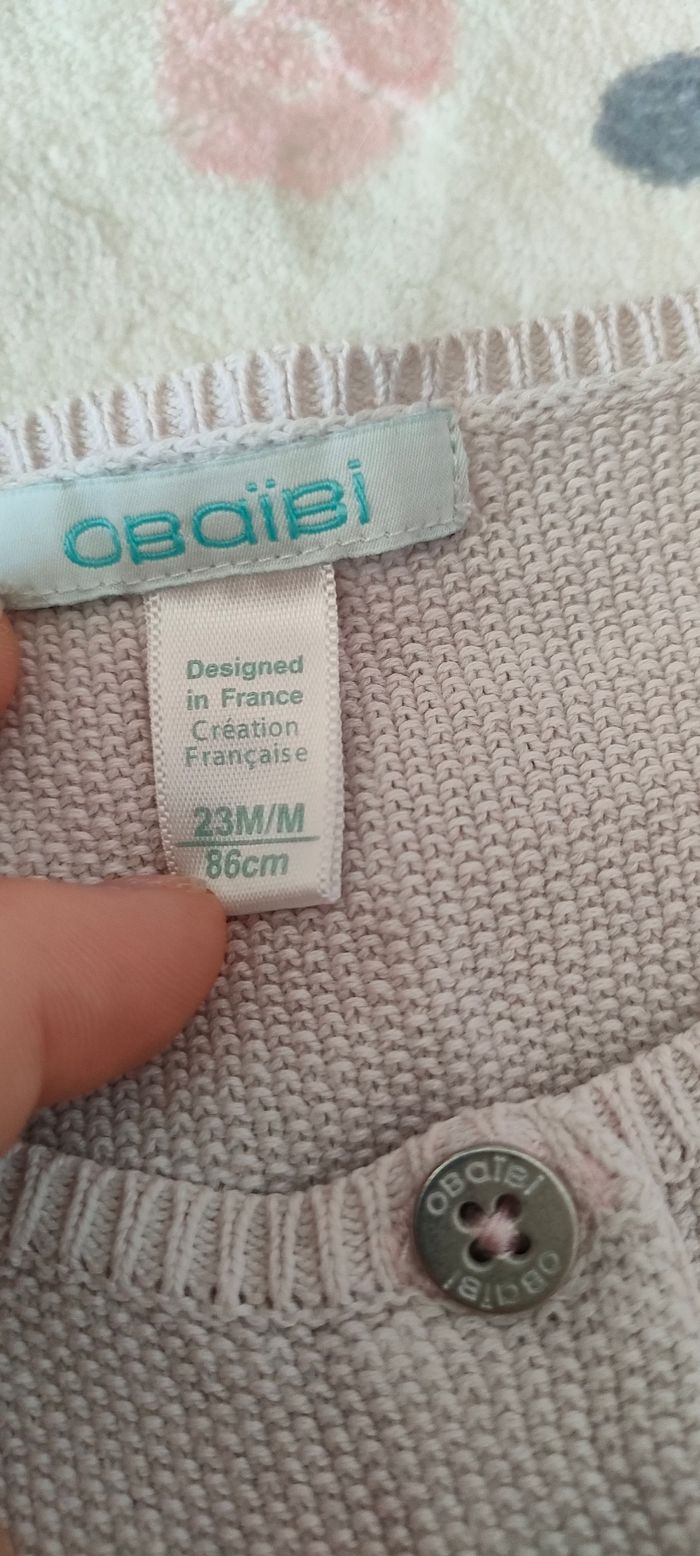 OBAÏBI
Designed
in France
Création
Française
23M/M
86cm
OBAÏBI
OBAÏBI